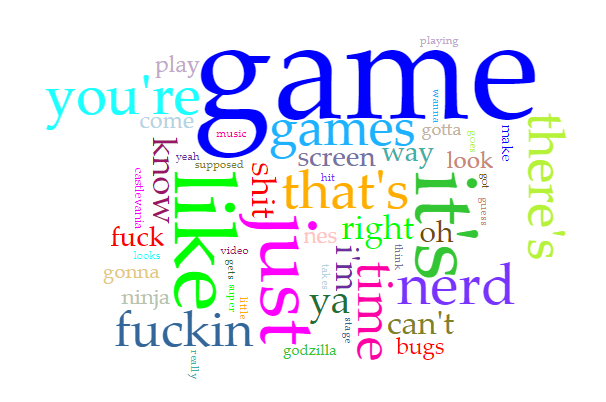 playing
game
play
you're
come
wanna
music
games
gotta
goes
make
there's
know
yeah
supposed
screen
way
look
got
castlevania
like
shit
hit
that's
it's
guess
just
nes
right
oh
fuck
looks
video
i'm
think
gonna
gets
super
takes
time
nerd
ninja
little
ya
stage
can't
fuckin
godzilla
bugs
really